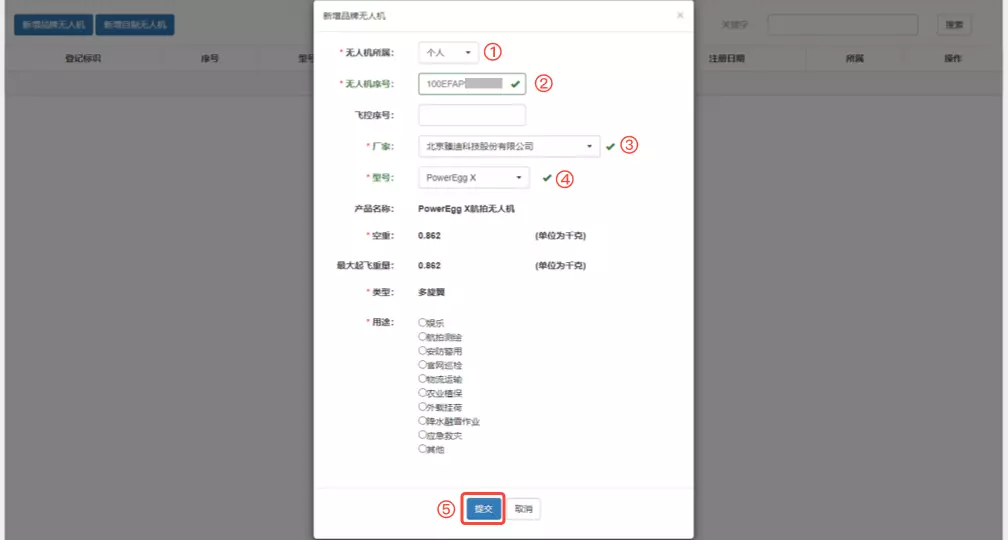 新增品牌无人机 新增自制无人机 关键字 搜索
登记标识 序号 型号 注册日期 所属 操作
新增品牌无人机 ×
* 无人机所属: 个人 ①
* 无人机序号: 100EFAP ②
飞控序号:
* 厂家: 北京臻迪科技股份有限公司 ③
* 型号: PowerEgg X ④
产品名称: PowerEgg X航拍无人机
* 空重: 0.862 (单位为千克)
最大起飞重量: 0.862 (单位为千克)
* 类型: 多旋翼
* 用途: 娱乐
航拍测绘
安防警用
官网巡检
物流运输
农业植保
外载挂荷
降水融雪作业
应急救灾
其他
⑤ 提交 取消